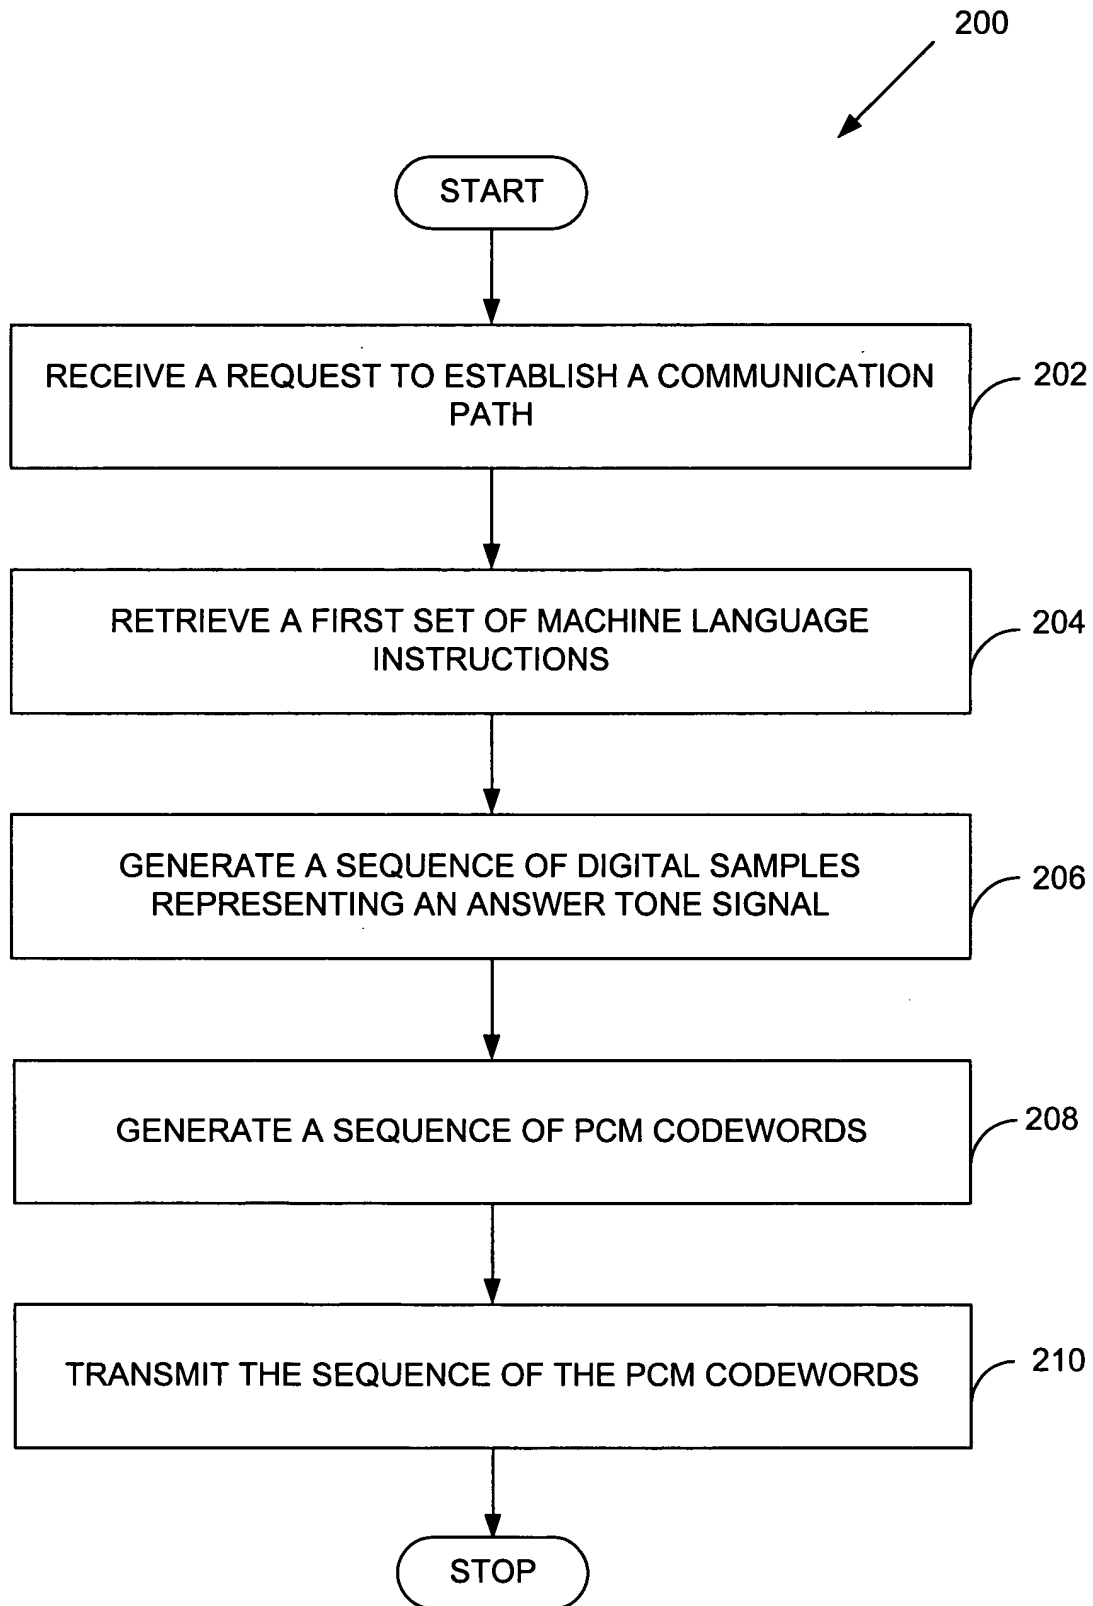 200
START
RECEIVE A REQUEST TO ESTABLISH A COMMUNICATION
PATH
202
RETRIEVE A FIRST SET OF MACHINE LANGUAGE
INSTRUCTIONS
204
GENERATE A SEQUENCE OF DIGITAL SAMPLES
REPRESENTING AN ANSWER TONE SIGNAL
206
GENERATE A SEQUENCE OF PCM CODEWORDS
208
TRANSMIT THE SEQUENCE OF THE PCM CODEWORDS
210
STOP